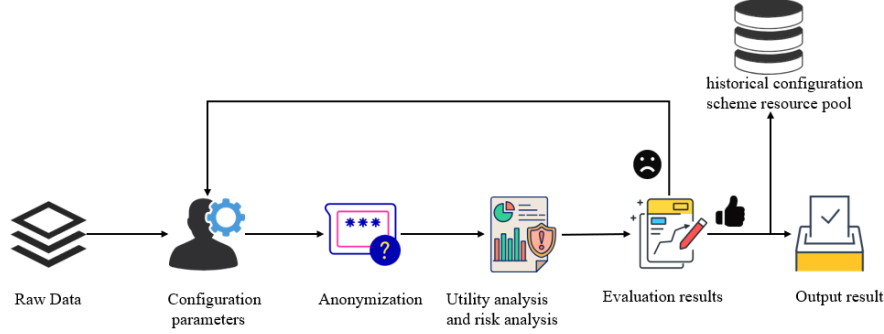 historical configuration
scheme resource pool
***
?
!
Raw Data
Configuration
parameters
Anonymization
Utility analysis
and risk analysis
Evaluation results
Output result